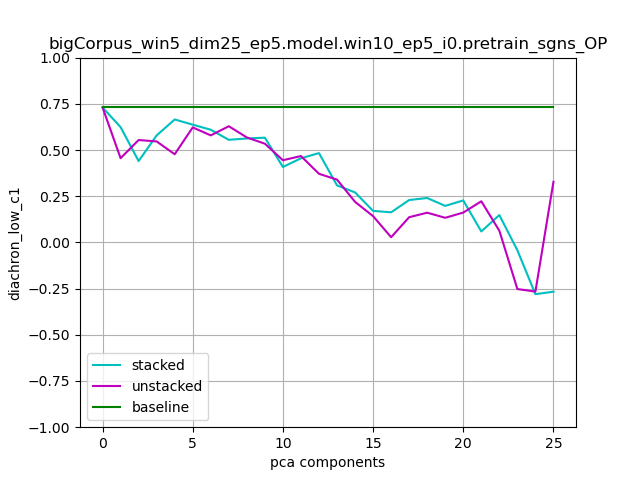 bigCorpus_win5_dim25_ep5.model.win10_ep5_i0.pretrain_sgns_OP
1.00
0.75
0.50
0.25
0.00
−0.25
−0.50
−0.75
−1.00
diachron_low_c1
stacked
unstacked
baseline
0 5 10 15 20 25
pca components